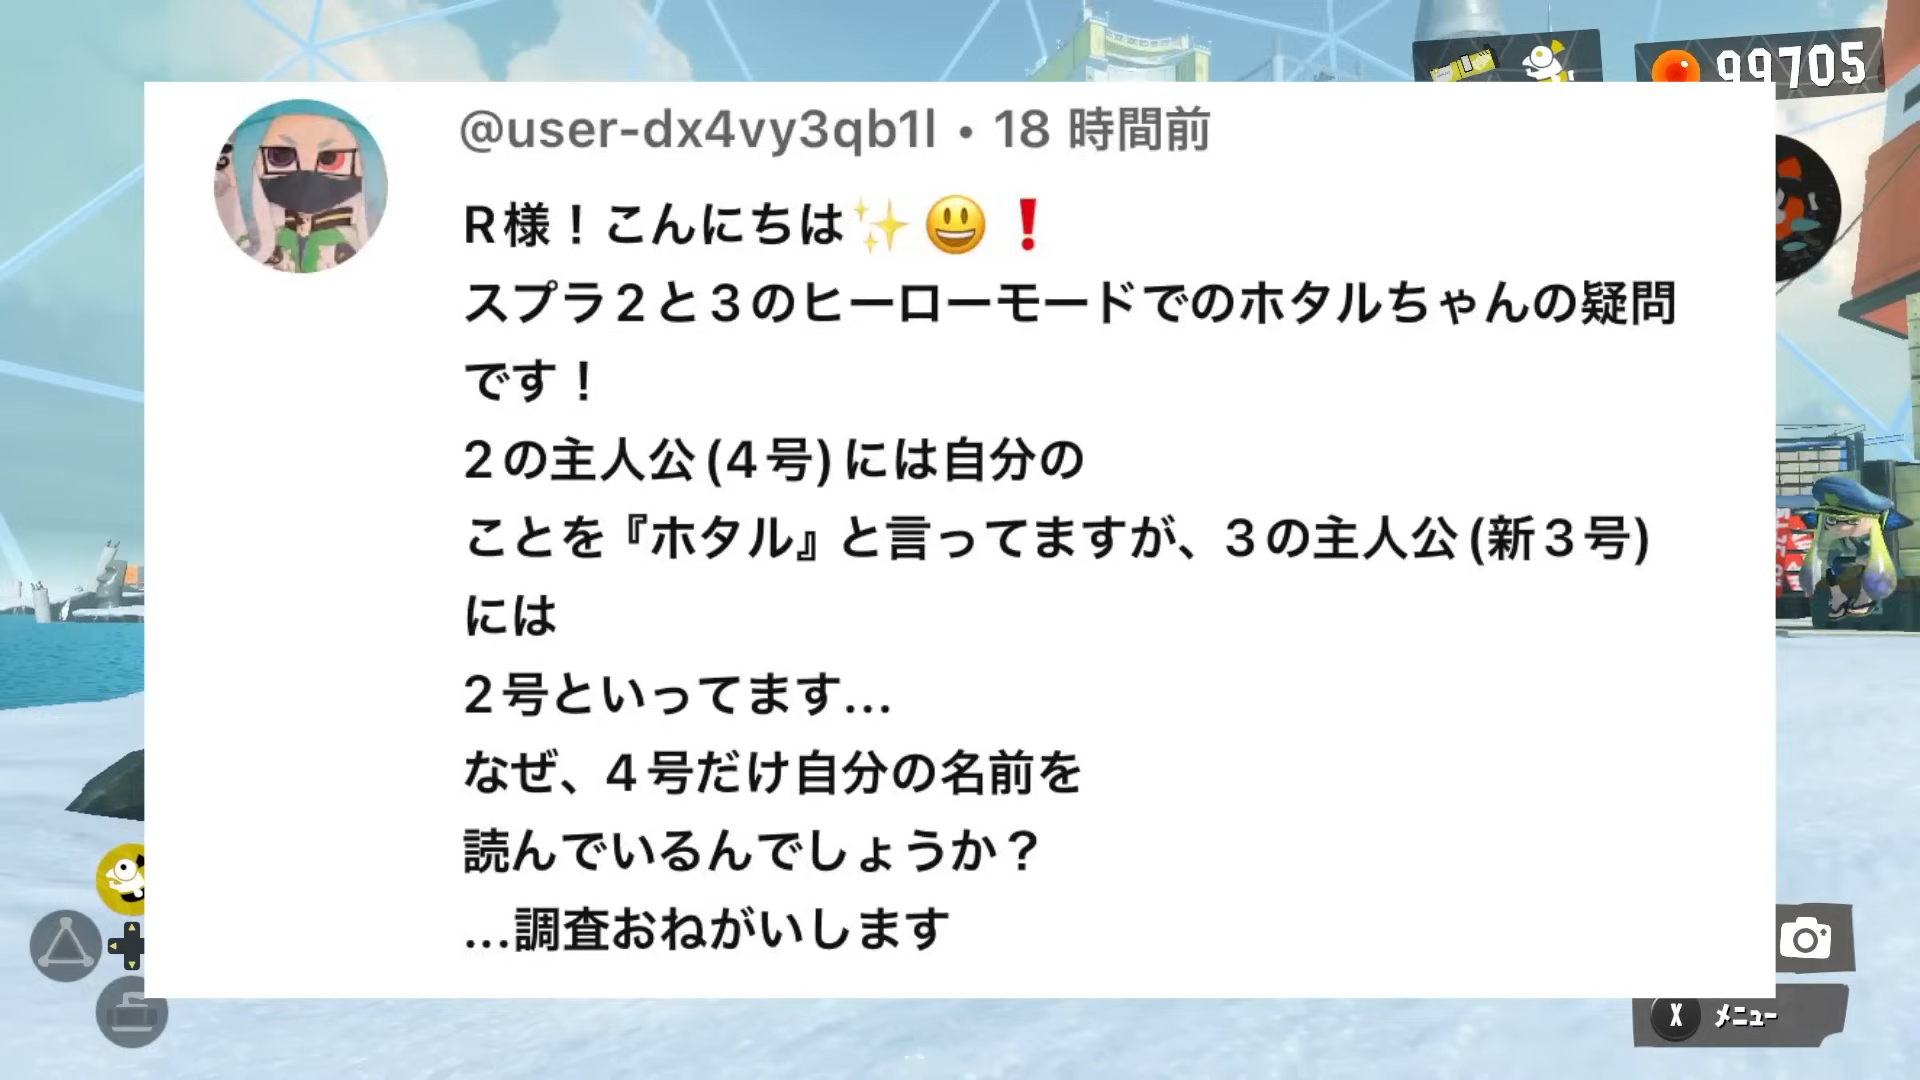 99705
@user-dx4vy3qb1l • 18 時間前
R様！こんにちは✨😃❗
スプラ2と3のヒーローモードでのホタルちゃんの疑問
です！
2の主人公(4号)には自分の
ことを『ホタル』と言ってますが、3の主人公(新3号)
には
2号といってます...
なぜ、4号だけ自分の名前を
読んでいるんでしょうか？
...調査おねがいします
X メニュー